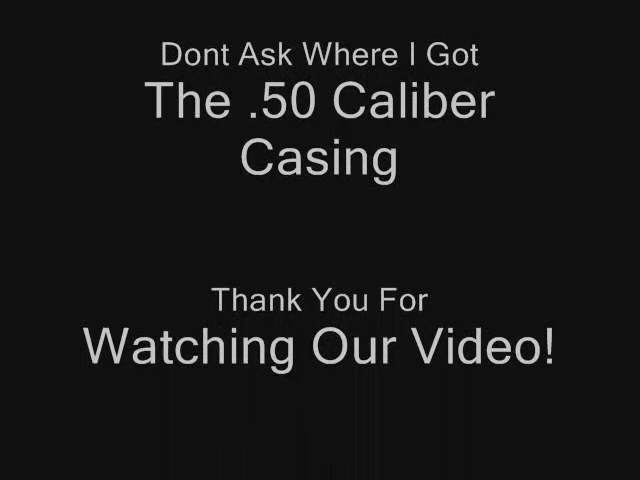 Dont Ask Where I Got
The .50 Caliber
Casing
Thank You For
Watching Our Video!